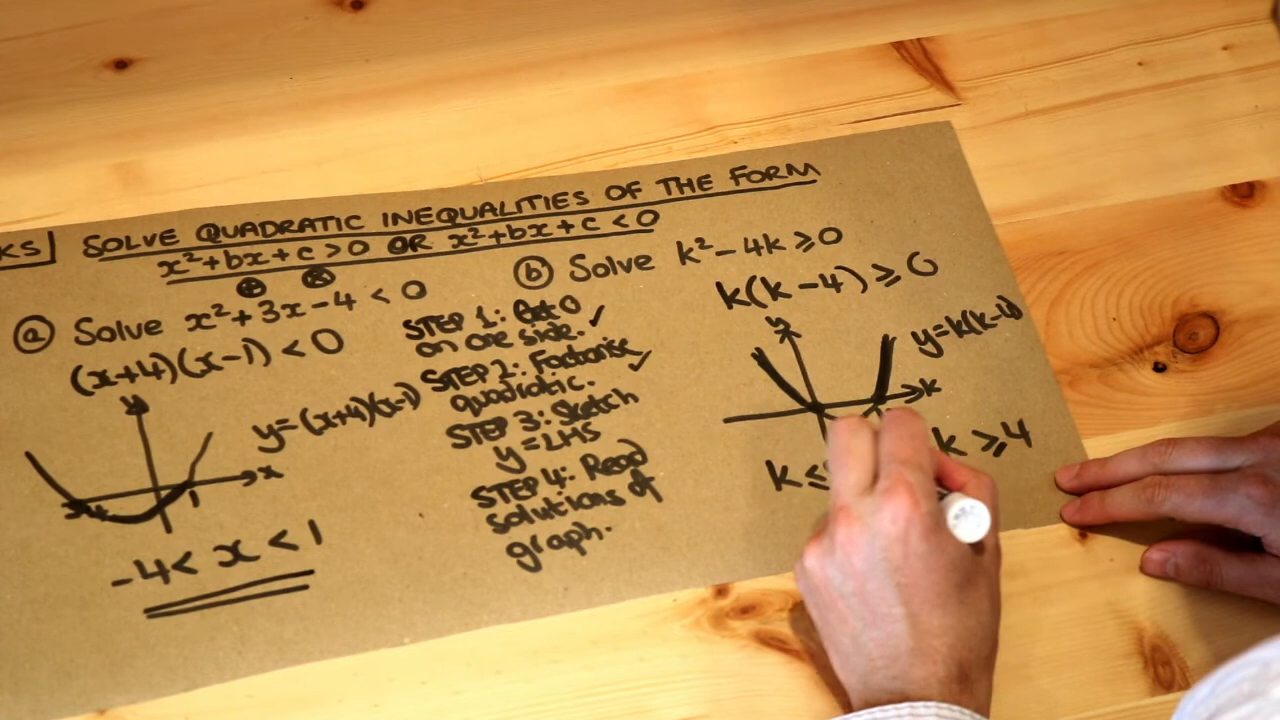 KS
SOLVE QUADRATIC INEQUALITIES OF THE FORM
x²+bx+c>0 OR x²+bx+c<0
ⓐ Solve x²+3x-4<0
(x+4)(x-1)<0
y
y=(x+4)(x-1)
x
-4
1
-4<x<1
STEP 1: Get 0
on one side. ✓
STEP 2: Factorise ✓
quadratic.
STEP 3: Sketch
y=LHS
STEP 4: Read
solutions of
graph.
ⓑ Solve k²-4k⩾0
k(k-4)⩾0
y
y=k(k-4)
k
k⩽
k⩾4